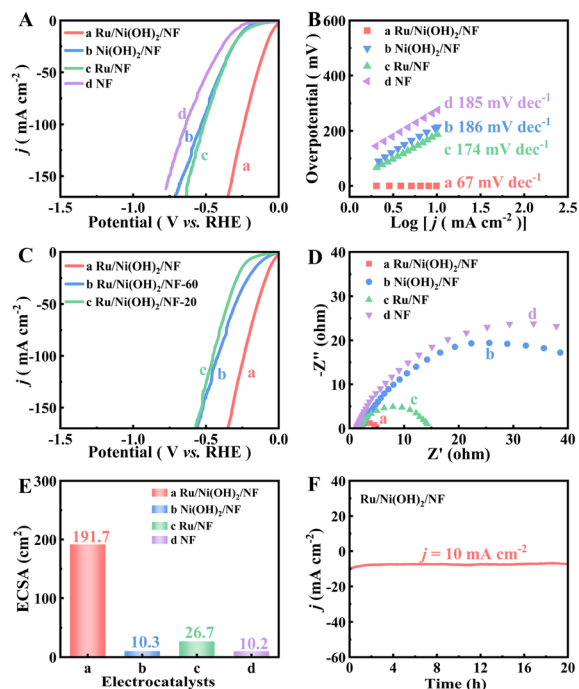 A
a Ru/Ni(OH)2/NF
b Ni(OH)2/NF
c Ru/NF
d NF
d
b
c
a
0
-50
-100
-150
-1.5
-1.0
-0.5
0.0
j (mA cm-2)
Potential ( V vs. RHE)
B
a Ru/Ni(OH)2/NF
b Ni(OH)2/NF
c Ru/NF
d NF
d 185 mV dec-1
b 186 mV dec-1
c 174 mV dec-1
a 67 mV dec-1
600
400
200
0
0.0
0.5
1.0
1.5
2.0
2.5
Overpotential ( mV)
Log [ j ( mA cm-2)]
C
a Ru/Ni(OH)2/NF
b Ru/Ni(OH)2/NF-60
c Ru/Ni(OH)2/NF-20
c
b
a
0
-50
-100
-150
-1.5
-1.0
-0.5
0.0
j (mA cm-2)
Potential ( V vs. RHE)
D
a Ru/Ni(OH)2/NF
b Ni(OH)2/NF
c Ru/NF
d NF
d
b
c
a
40
30
20
10
0
0
10
20
30
40
-Z" (ohm)
Z' (ohm)
E
a Ru/Ni(OH)2/NF
b Ni(OH)2/NF
c Ru/NF
d NF
191.7
10.3
26.7
10.2
300
200
100
0
a
b
c
d
ECSA (cm2)
Electrocatalysts
F
Ru/Ni(OH)2/NF
j = 10 mA cm-2
40
20
0
-20
-40
-60
0
4
8
12
16
20
j (mA cm-2)
Time (h)